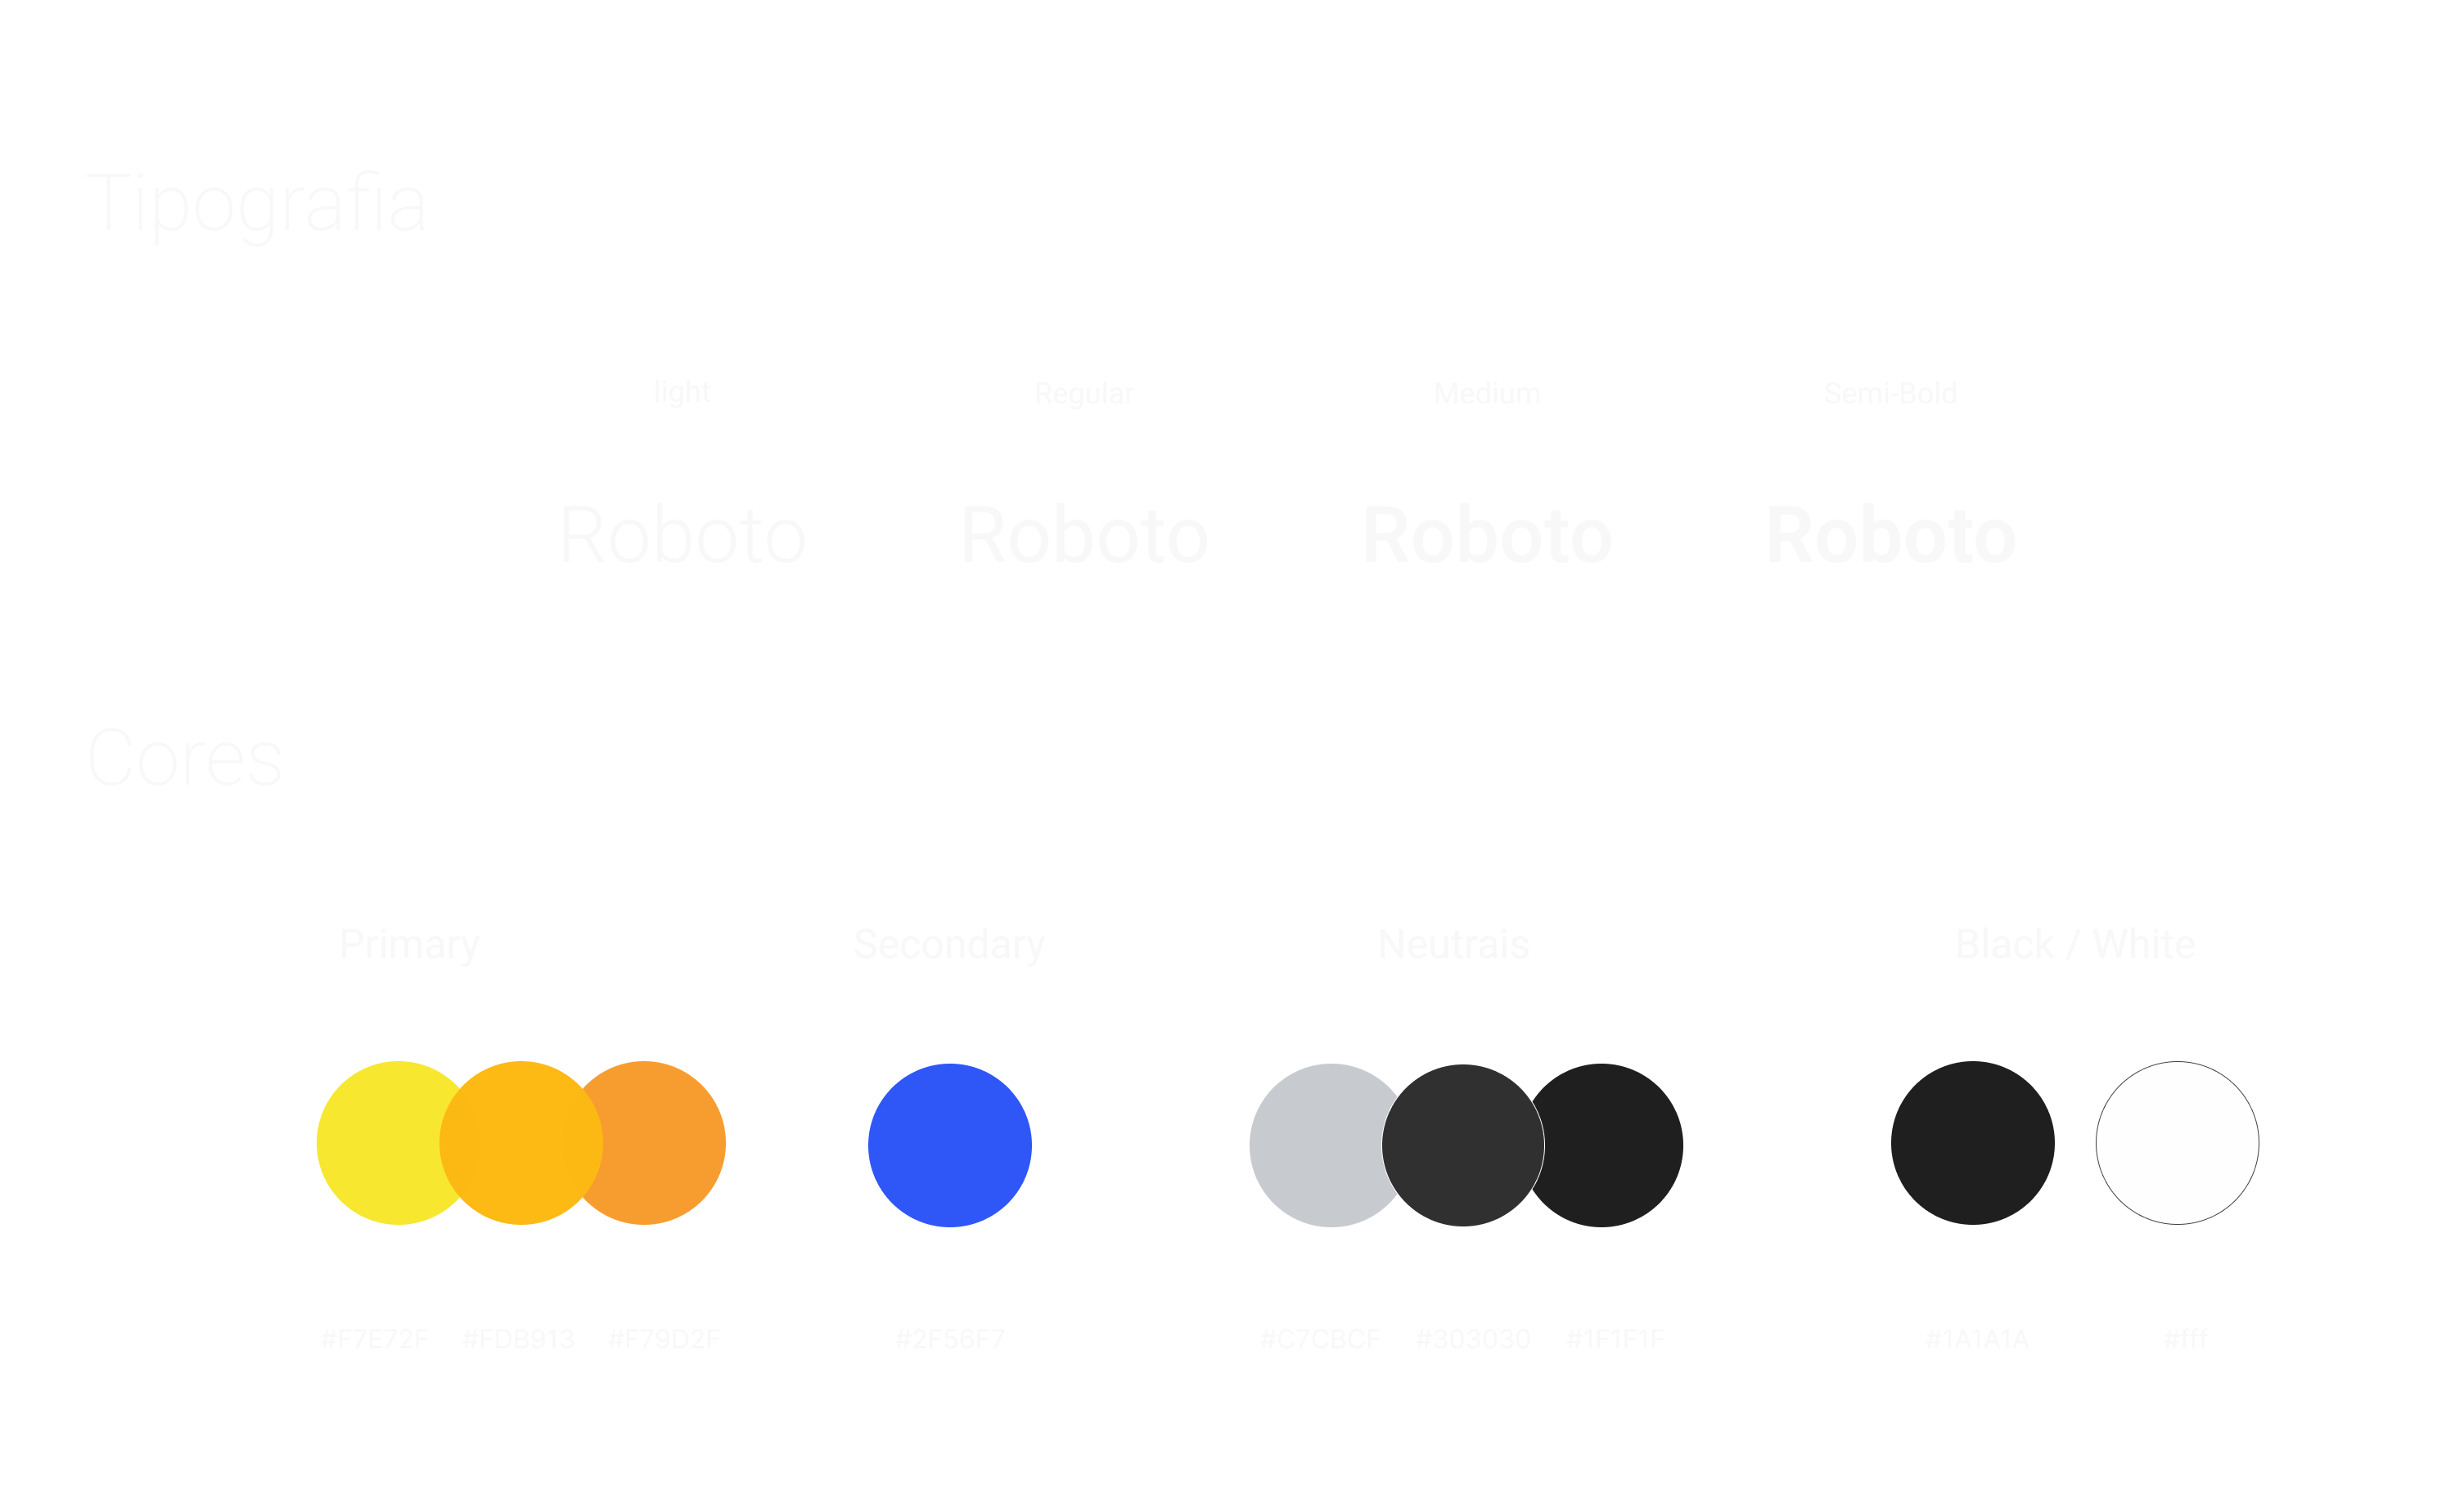 Tipografia
light Regular Medium Semi-Bold
Roboto Roboto Roboto Roboto
Cores
Primary Secondary Neutrais Black / White
#F7E72F #FDB913 #F79D2F #2F56F7 #C7CBCF #303030 #1F1F1F #1A1A1A #fff